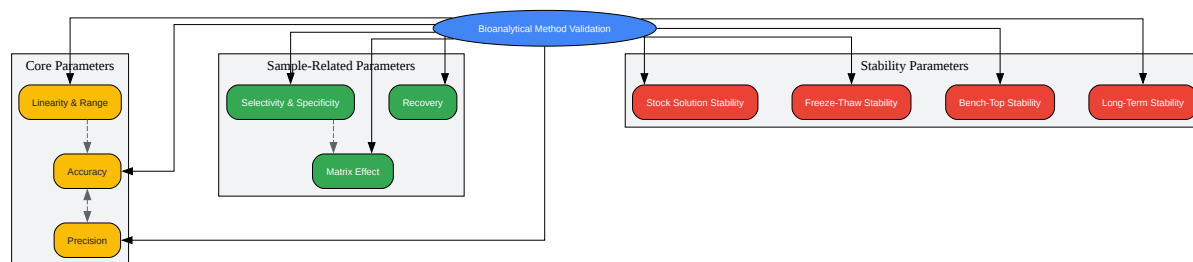 Bioanalytical Method Validation
Core Parameters
Sample-Related Parameters
Stability Parameters
Linearity & Range
Selectivity & Specificity
Recovery
Stock Solution Stability
Freeze-Thaw Stability
Bench-Top Stability
Long-Term Stability
Accuracy
Matrix Effect
Precision